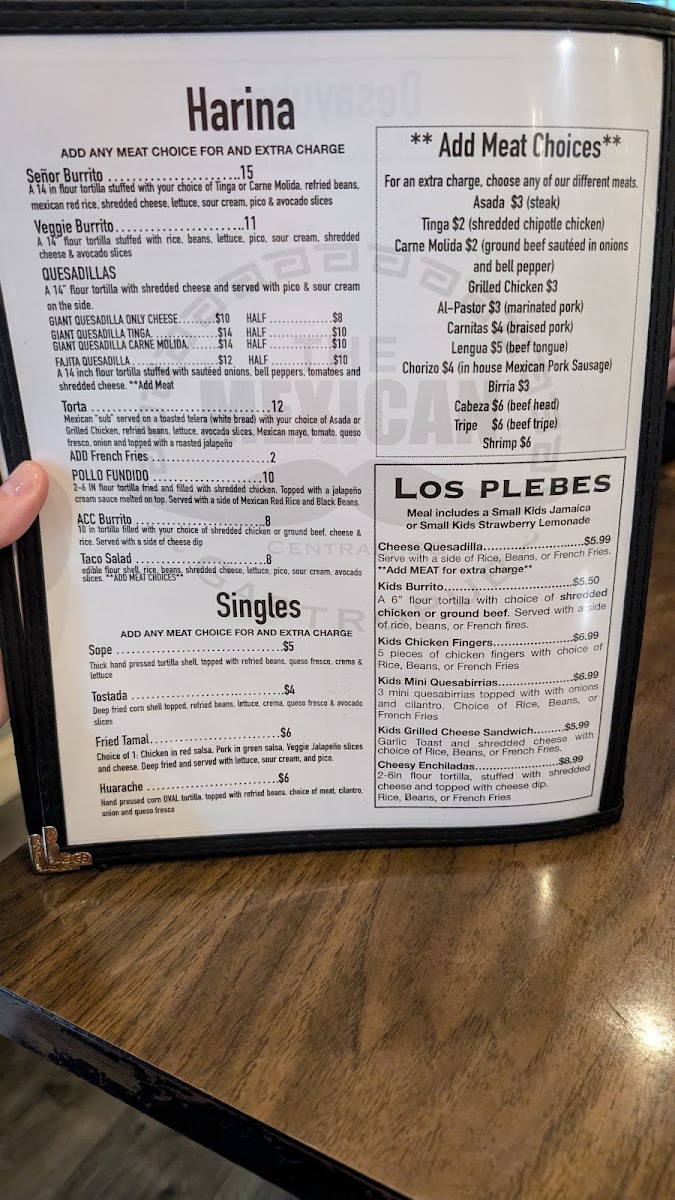 Harina
ADD ANY MEAT CHOICE FOR AND EXTRA CHARGE
Señor Burrito ........................15
A 14 in flour tortilla stuffed with your choice of Tinga or Carne Molida, refried beans,
mexican red rice, shredded cheese, lettuce, sour cream, pico & avocado slices
Veggie Burrito.......................11
A 14" flour tortilla stuffed with rice, beans, lettuce, pico, sour cream, shredded
cheese & avocado slices
QUESADILLAS
A 14" flour tortilla with shredded cheese and served with pico & sour cream
on the side.
GIANT QUESADILLA ONLY CHEESE.........$10 HALF ...............$8
GIANT QUESADILLA TINGA................$14 HALF ...............$10
GIANT QUESADILLA CARNE MOLIDA.......$14 HALF ...............$10
FAJITA QUESADILLA.....................$12 HALF ...............$10
A 14 inch flour tortilla stuffed with sautéed onions, bell peppers, tomatoes and
shredded cheese. **Add Meat
Torta .................................12
Mexican "sub" served on a toasted telera (white bread) with your choice of Asada or
Grilled Chicken, refried beans, lettuce, avocado slices, Mexican mayo, tomato, queso
fresco, onion and topped with a roasted jalapeño
ADD French Fries ......................2
POLLO FUNDIDO ......................10
2-6 IN flour tortilla fried and filled with shredded chicken. Topped with a jalapeño
cream sauce melted on top. Served with a side of Mexican Red Rice and Black Beans.
ACC Burrito ........................8
10 in tortilla filled with your choice of shredded chicken or ground beef, cheese &
rice. Served with a side of cheese dip
Taco Salad ........................8
edible flour shell, rice, beans, shredded cheese, lettuce, pico, sour cream, avocado
slices. **ADD MEAT CHOICES**
Singles
ADD ANY MEAT CHOICE FOR AND EXTRA CHARGE
Sope ..............................$5
Thick hand pressed tortilla shell, topped with refried beans, queso fresco, crema &
lettuce
Tostada ...........................$4
Deep fried corn shell topped, refried beans, lettuce, crema, queso fresco & avocado
slices
Fried Tamal........................$6
Choice of 1: Chicken in red salsa, Pork in green salsa, Veggie Jalapeño slices
and cheese. Deep fried and served with lettuce, sour cream, and pico.
Huarache ..........................$6
Hand pressed corn OVAL tortilla, topped with refried beans, choice of meat, cilantro,
onion and queso fresco
** Add Meat Choices**
For an extra charge, choose any of our different meats.
Asada $3 (steak)
Tinga $2 (shredded chipotle chicken)
Carne Molida $2 (ground beef sautéed in onions
and bell pepper)
Grilled Chicken $3
Al-Pastor $3 (marinated pork)
Carnitas $4 (braised pork)
Lengua $5 (beef tongue)
Chorizo $4 (in house Mexican Pork Sausage)
Birria $3
Cabeza $6 (beef head)
Tripe $6 (beef tripe)
Shrimp $6
LOS PLEBES
Meal includes a Small Kids Jamaica
or Small Kids Strawberry Lemonade
Cheese Quesadilla....................$5.99
Serve with a side of Rice, Beans, or French Fries.
**Add MEAT for extra charge**
Kids Burrito..........................$5.50
A 6" flour tortilla with choice of shredded
chicken or ground beef. Served with a side
of rice, beans, or French fires.
Kids Chicken Fingers................$6.99
5 pieces of chicken fingers with choice of
Rice, Beans, or French Fries
Kids Mini Quesabirrias...............$6.99
3 mini quesabirrias topped with with onions
and cilantro. Choice of Rice, Beans, or
French Fries
Kids Grilled Cheese Sandwich........$5.99
Garlic Toast and shredded cheese with
choice of Rice, Beans, or French Fries.
Cheesy Enchiladas....................$8.99
2-6in flour tortilla, stuffed with shredded
cheese and topped with cheese dip.
Rice, Beans, or French Fries
THE
MEXICAN